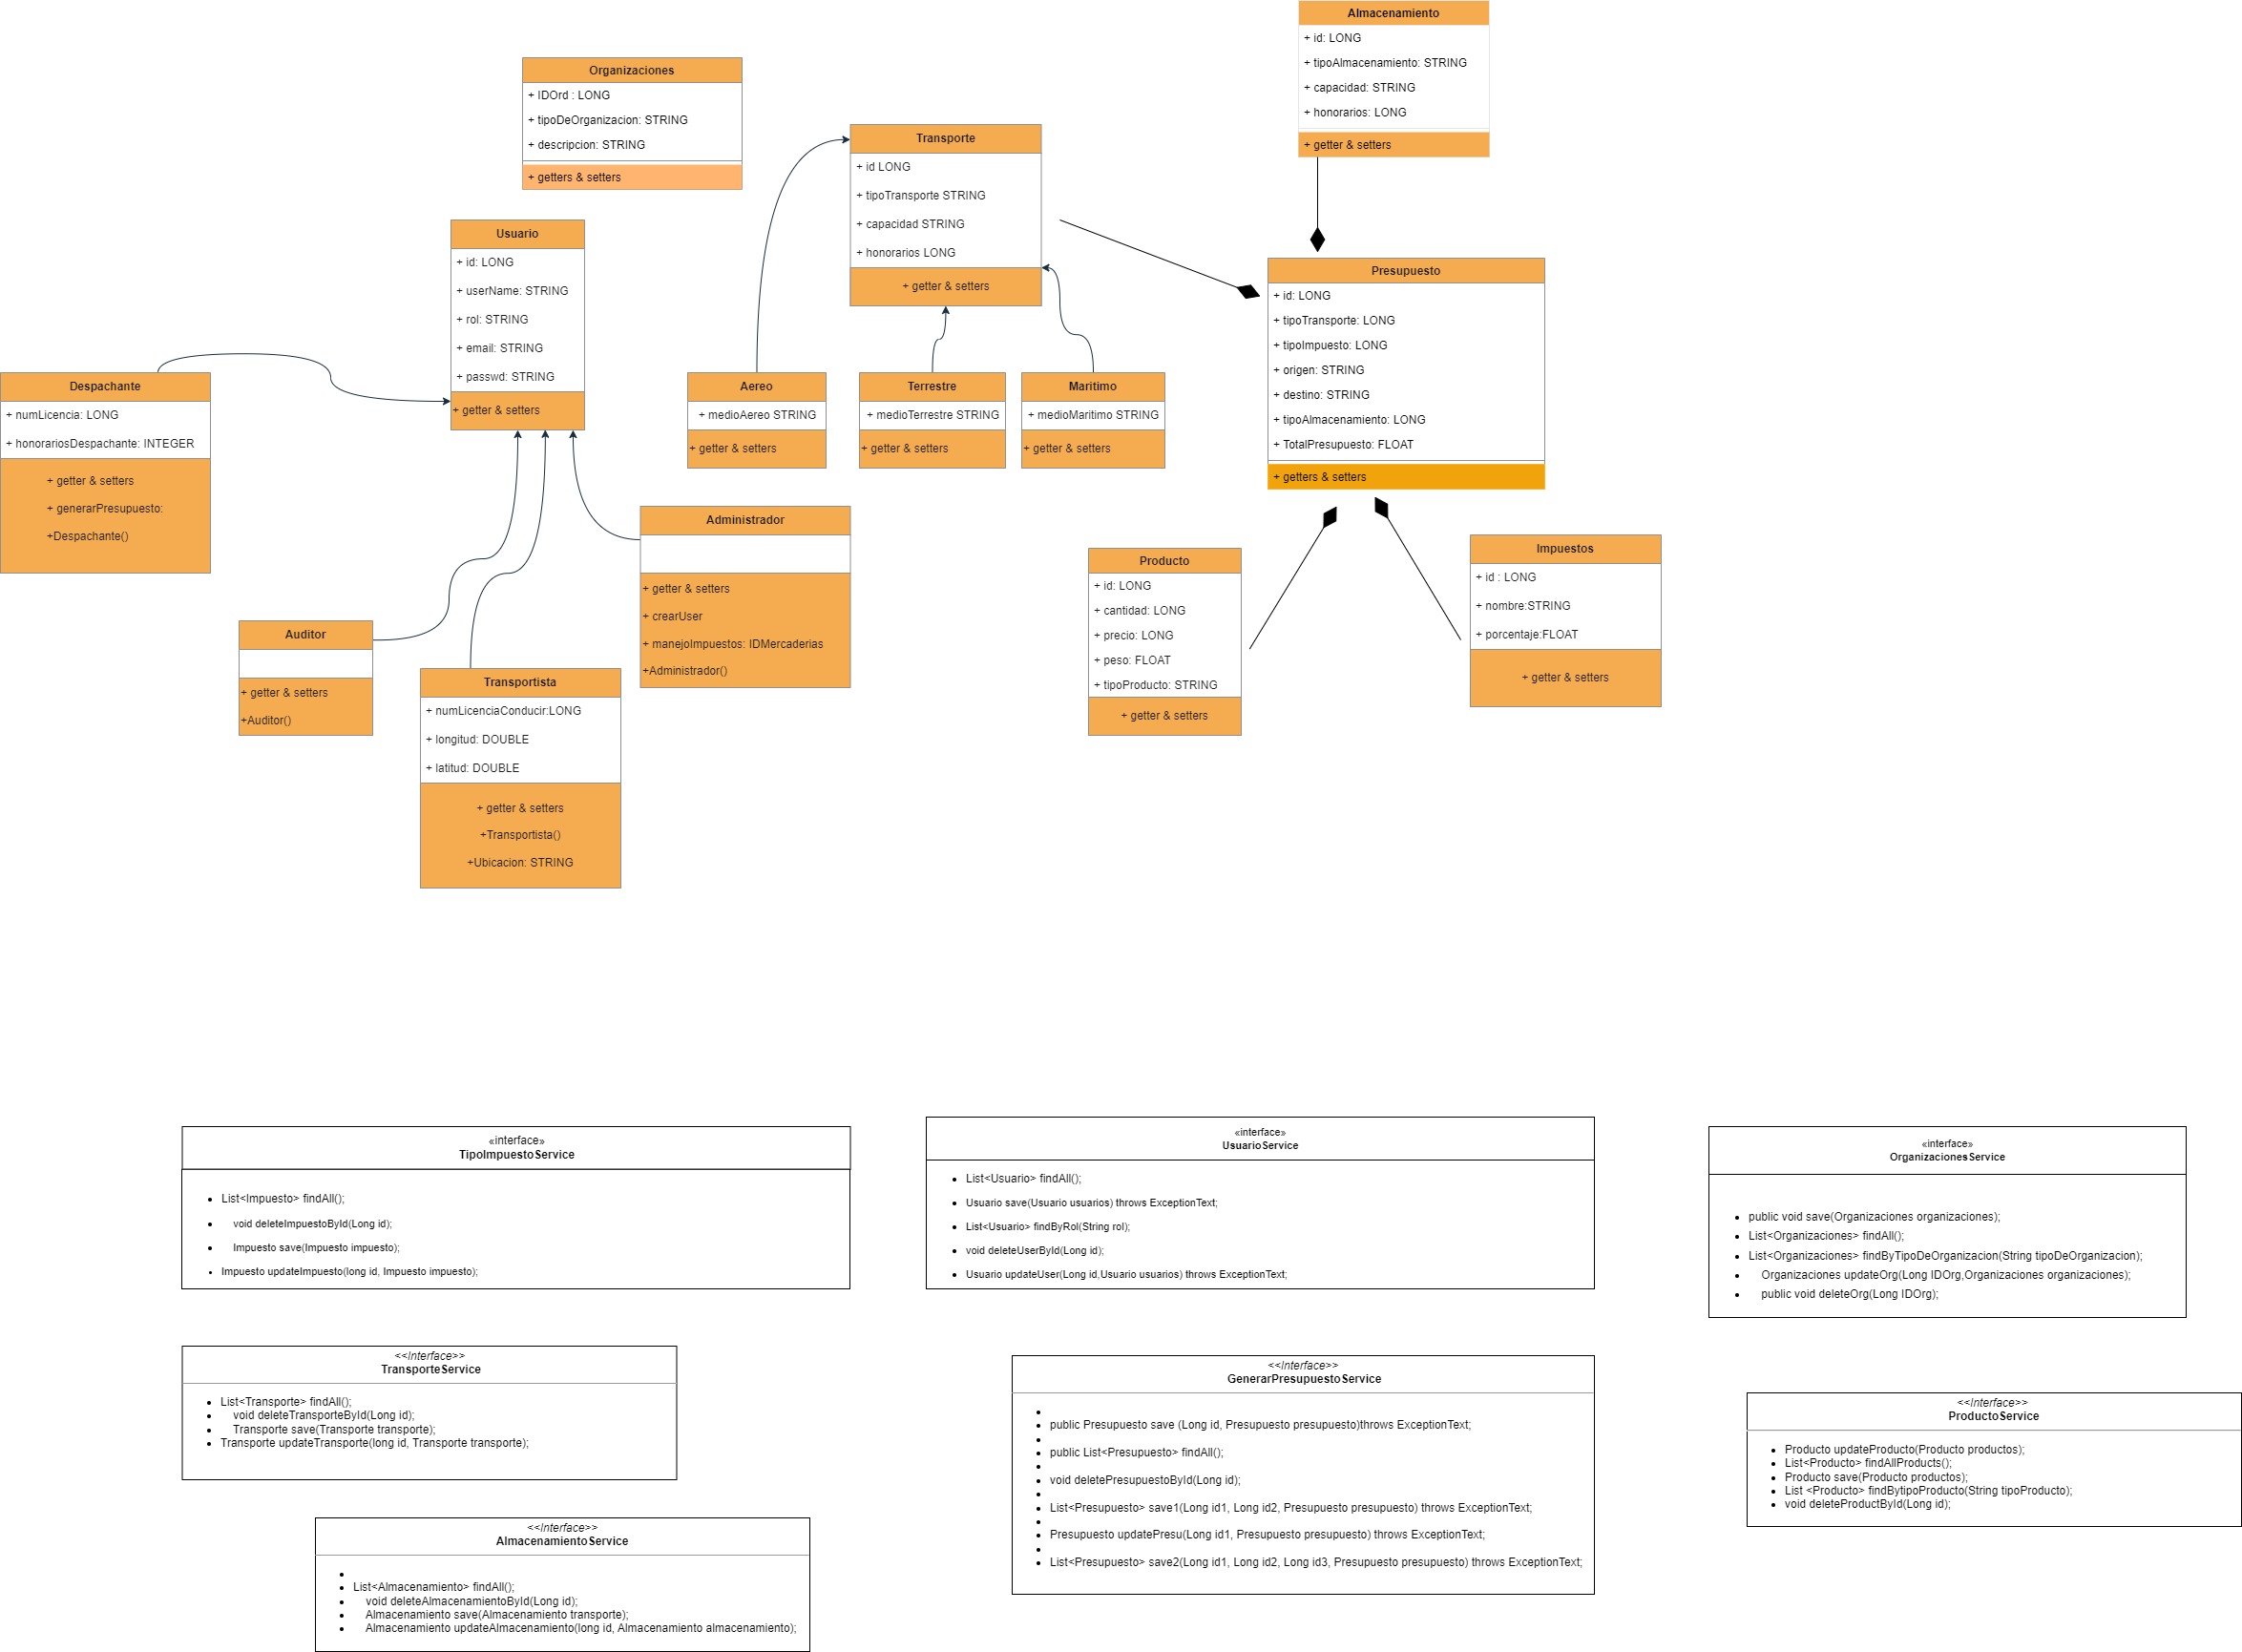 Almacenamiento
+ id: LONG
+ tipoAlmacenamiento: STRING
+ capacidad: STRING
+ honorarios: LONG
+ getter & setters
Organizaciones
+ IDOrd : LONG
+ tipoDeOrganizacion: STRING
+ descripcion: STRING
+ getters & setters
Transporte
+ id LONG
+ tipoTransporte STRING
+ capacidad STRING
+ honorarios LONG
+ getter & setters
Usuario
+ id: LONG
+ userName: STRING
+ rol: STRING
+ email: STRING
+ passwd: STRING
+ getter & setters
Presupuesto
+ id: LONG
+ tipoTransporte: LONG
+ tipoImpuesto: LONG
+ origen: STRING
+ destino: STRING
+ tipoAlmacenamiento: LONG
+ TotalPresupuesto: FLOAT
+ getters & setters
Despachante
+ numLicencia: LONG
+ honorariosDespachante: INTEGER
+ getter & setters
+ generarPresupuesto:
+Despachante()
Aereo
+ medioAereo STRING
+ getter & setters
Terrestre
+ medioTerrestre STRING
+ getter & setters
Maritimo
+ medioMaritimo STRING
+ getter & setters
Administrador
+ getter & setters
+ crearUser
+ manejoImpuestos: IDMercaderias
+Administrador()
Producto
+ id: LONG
+ cantidad: LONG
+ precio: LONG
+ peso: FLOAT
+ tipoProducto: STRING
+ getter & setters
Impuestos
+ id : LONG
+ nombre:STRING
+ porcentaje:FLOAT
+ getter & setters
Auditor
+ getter & setters
+Auditor()
Transportista
+ numLicenciaConducir:LONG
+ longitud: DOUBLE
+ latitud: DOUBLE
+ getter & setters
+Transportista()
+Ubicacion: STRING
«interface»
TipoImpuestoService
• List<Impuesto> findAll();
• void deleteImpuestoById(Long id);
• Impuesto save(Impuesto impuesto);
• Impuesto updateImpuesto(long id, Impuesto impuesto);
«interface»
UsuarioService
• List<Usuario> findAll();
• Usuario save(Usuario usuarios) throws ExceptionText;
• List<Usuario> findByRol(String rol);
• void deleteUserById(Long id);
• Usuario updateUser(Long id,Usuario usuarios) throws ExceptionText;
«interface»
OrganizacionesService
• public void save(Organizaciones organizaciones);
• List<Organizaciones> findAll();
• List<Organizaciones> findByTipoDeOrganizacion(String tipoDeOrganizacion);
• Organizaciones updateOrg(Long IDOrg,Organizaciones organizaciones);
• public void deleteOrg(Long IDOrg);
<<Interface>>
TransporteService
• List<Transporte> findAll();
• void deleteTransporteById(Long id);
• Transporte save(Transporte transporte);
• Transporte updateTransporte(long id, Transporte transporte);
<<Interface>>
GenerarPresupuestoService
•
• public Presupuesto save (Long id, Presupuesto presupuesto)throws ExceptionText;
•
• public List<Presupuesto> findAll();
•
• void deletePresupuestoById(Long id);
•
• List<Presupuesto> save1(Long id1, Long id2, Presupuesto presupuesto) throws ExceptionText;
•
• Presupuesto updatePresu(Long id1, Presupuesto presupuesto) throws ExceptionText;
•
• List<Presupuesto> save2(Long id1, Long id2, Long id3, Presupuesto presupuesto) throws ExceptionText;
<<Interface>>
ProductoService
• Producto updateProducto(Producto productos);
• List<Producto> findAllProducts();
• Producto save(Producto productos);
• List <Producto> findBytipoProducto(String tipoProducto);
• void deleteProductById(Long id);
<<Interface>>
AlmacenamientoService
•
• List<Almacenamiento> findAll();
• void deleteAlmacenamientoById(Long id);
• Almacenamiento save(Almacenamiento transporte);
• Almacenamiento updateAlmacenamiento(long id, Almacenamiento almacenamiento);